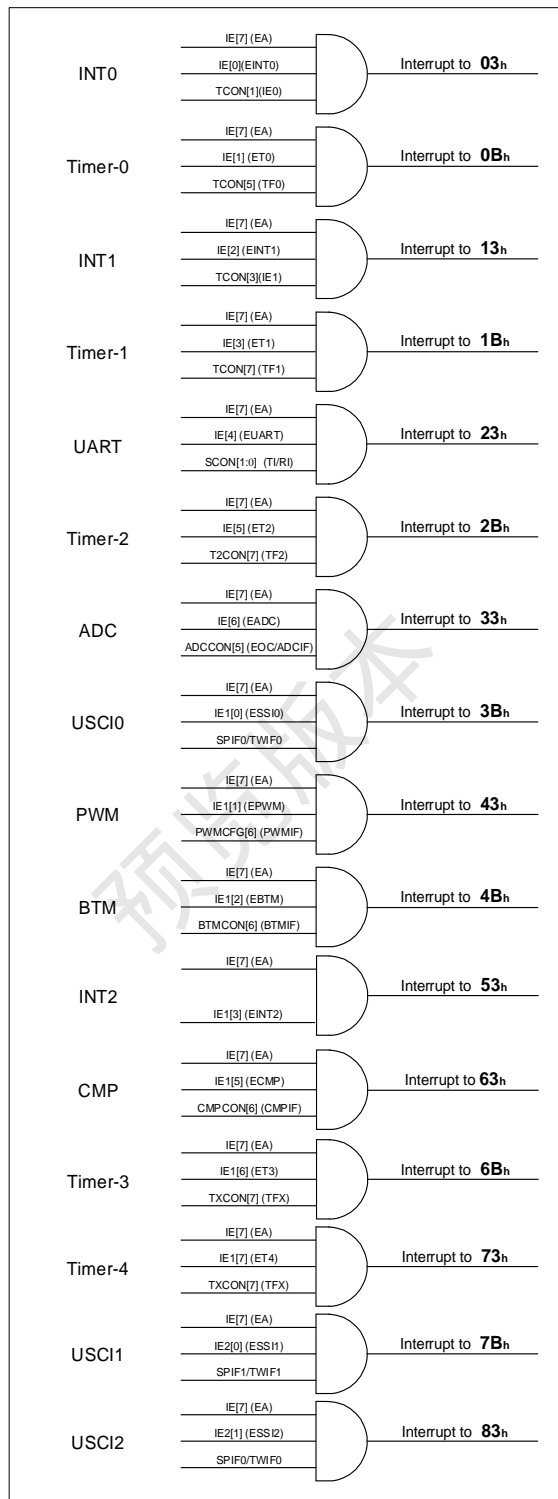 IE[7] (EA)
INT0
IE[0](EINT0)
Interrupt to 03h
TCON[1](IE0)
IE[7] (EA)
Timer-0
IE[1] (ET0)
Interrupt to 0Bh
TCON[5] (TF0)
IE[7] (EA)
INT1
IE[2] (EINT1)
Interrupt to 13h
TCON[3](IE1)
IE[7] (EA)
Timer-1
IE[3] (ET1)
Interrupt to 1Bh
TCON[7] (TF1)
IE[7] (EA)
UART
IE[4] (EUART)
Interrupt to 23h
SCON[1:0] (TI/RI)
IE[7] (EA)
Timer-2
IE[5] (ET2)
Interrupt to 2Bh
T2CON[7] (TF2)
IE[7] (EA)
ADC
IE[6] (EADC)
Interrupt to 33h
ADCCON[5] (EOC/ADCIF)
IE[7] (EA)
USCI0
IE1[0] (ESSI0)
Interrupt to 3Bh
SPIF0/TWIF0
IE[7] (EA)
PWM
IE1[1] (EPWM)
Interrupt to 43h
PWMCFG[6] (PWMIF)
IE[7] (EA)
BTM
IE1[2] (EBTM)
Interrupt to 4Bh
BTMCON[6] (BTMIF)
IE[7] (EA)
INT2
Interrupt to 53h
IE1[3] (EINT2)
IE[7] (EA)
CMP
IE1[5] (ECMP)
Interrupt to 63h
CMPCON[6] (CMPIF)
IE[7] (EA)
Timer-3
IE1[6] (ET3)
Interrupt to 6Bh
TXCON[7] (TFX)
IE[7] (EA)
Timer-4
IE1[7] (ET4)
Interrupt to 73h
TXCON[7] (TFX)
IE[7] (EA)
USCI1
IE2[0] (ESSI1)
Interrupt to 7Bh
SPIF1/TWIF1
IE[7] (EA)
USCI2
IE2[1] (ESSI2)
Interrupt to 83h
SPIF0/TWIF0
预览版本